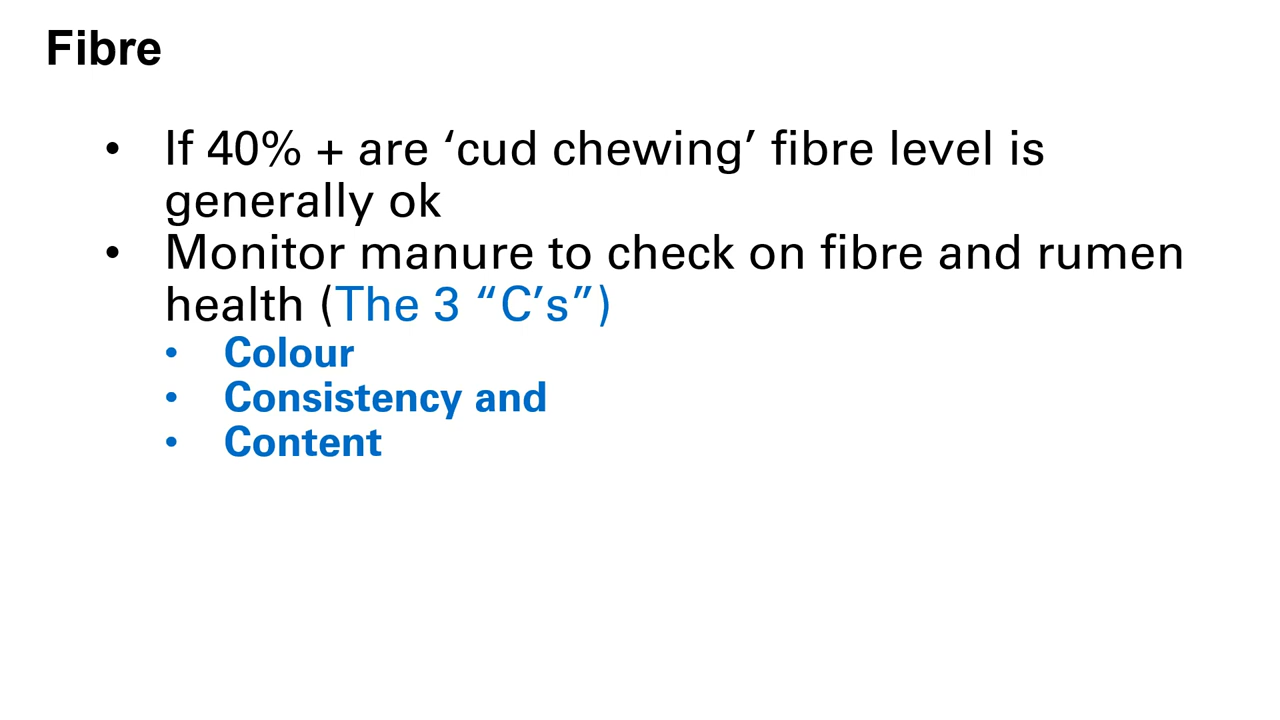 Fibre
• If 40% + are ‘cud chewing’ fibre level is
generally ok
• Monitor manure to check on fibre and rumen
health (The 3 “C’s”)
• Colour
• Consistency and
• Content